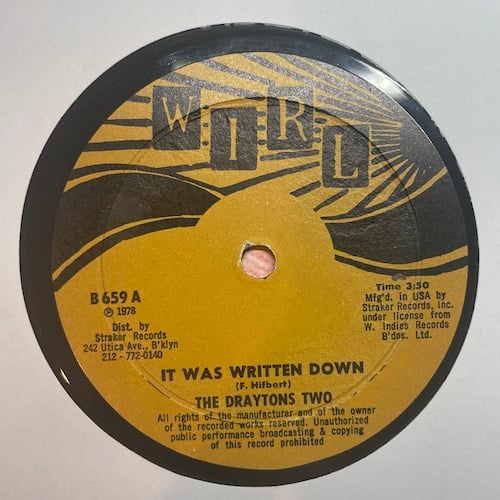 WIRL
B 659 A
℗ 1978
Dist. by
Straker Records
242 Utica Ave., B'klyn
212 - 772-0140
Time 3:50
Mfg'd. in USA by
Straker Records, Inc.
under license from
W. Indies Records
B'dos. Ltd.
IT WAS WRITTEN DOWN
(F. Hifbert)
THE DRAYTONS TWO
All rights of the manufacturer and of the owner
of the recorded works reserved. Unauthorized
public performance broadcasting & copying
of this record prohibited